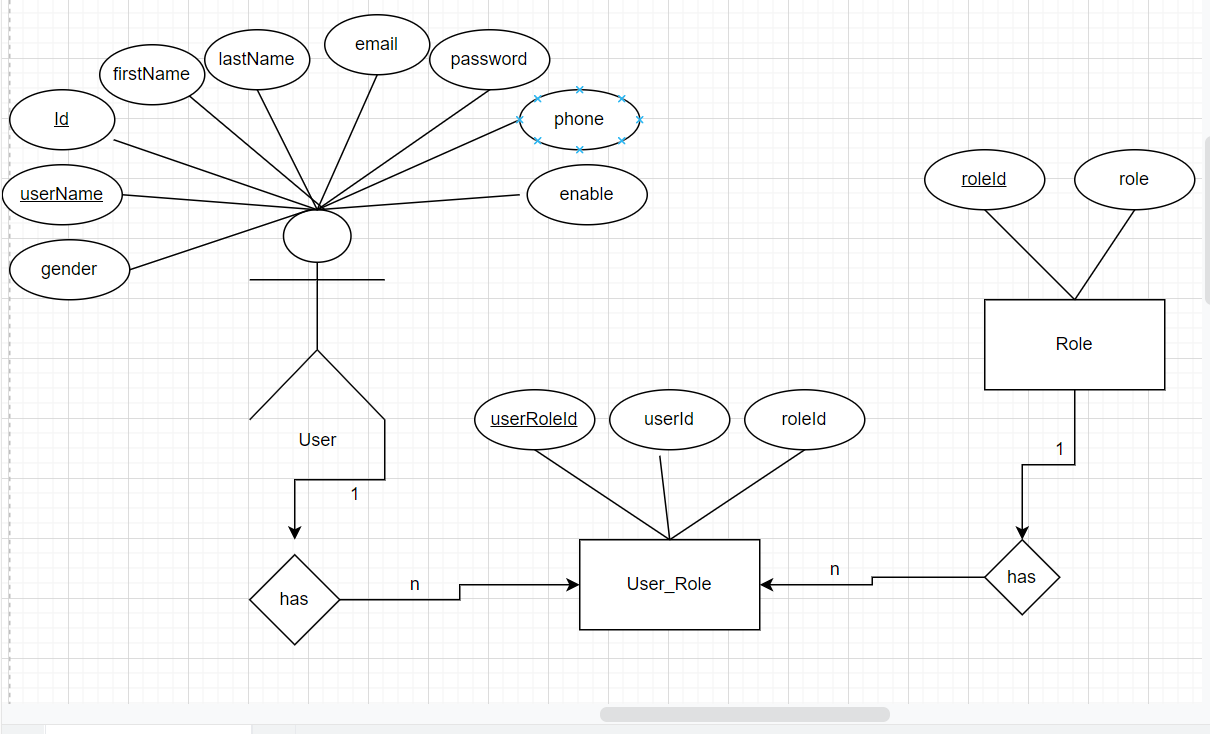 email
lastName
password
firstName
Id
phone
roleId
role
userName
enable
gender
Role
userRoleId
userId
roleId
User
1
1
n
n
has
User_Role
has